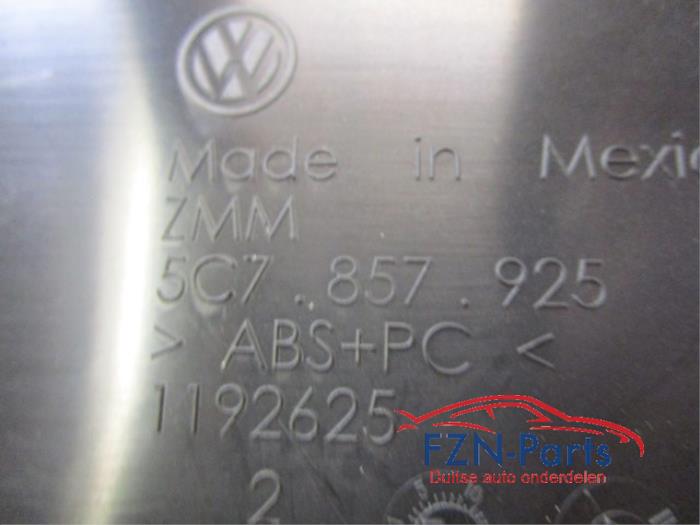 Made in Mexic
ZMM
5C7.857.925
> ABS+PC <
1192625
2
FZN-Parts
Duitse auto onderdelen